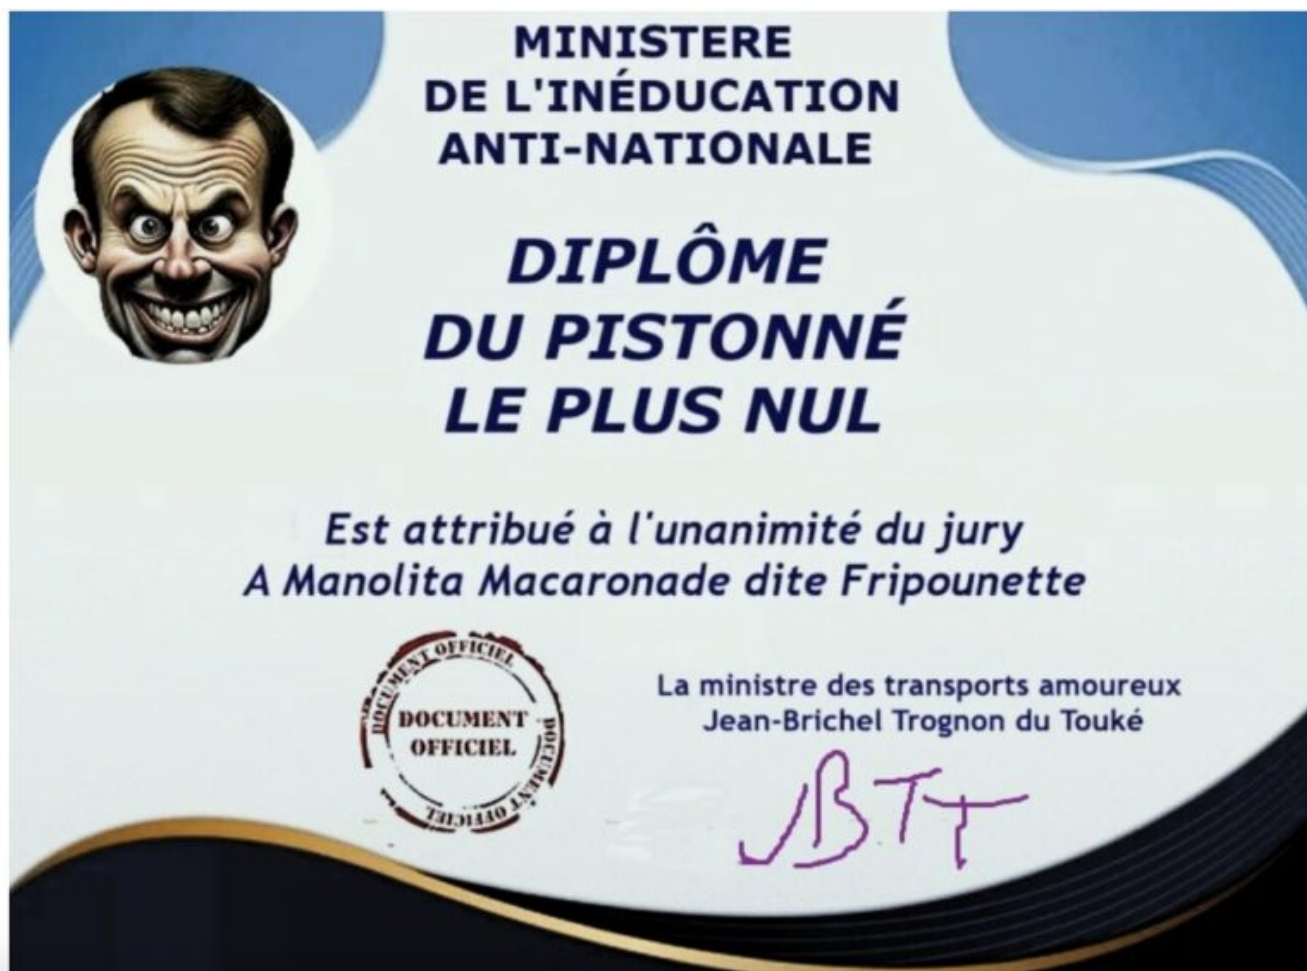 MINISTERE
DE L'INÉDUCATION
ANTI-NATIONALE
DIPLÔME
DU PISTONNÉ
LE PLUS NUL
Est attribué à l'unanimité du jury
A Manolita Macaronade dite Fripounette
DOCUMENT OFFICIEL
DOCUMENT
OFFICIEL
DOCUMENT OFFICIEL
La ministre des transports amoureux
Jean-Brichel Trognon du Touké
JBTT